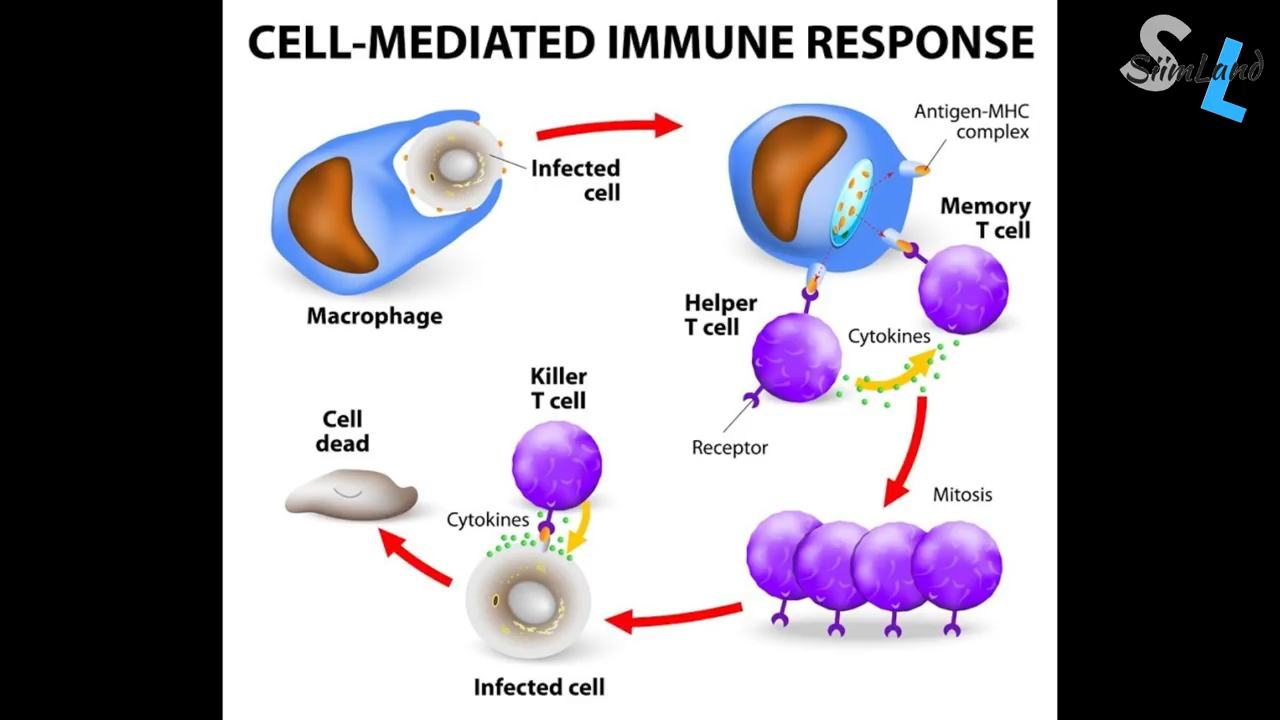 CELL-MEDIATED IMMUNE RESPONSE
SL
SiimLand
Antigen-MHC
complex
Infected
cell
Memory
T cell
Macrophage
Helper
T cell
Cytokines
Receptor
Killer
T cell
Cell
dead
Mitosis
Cytokines
Infected cell